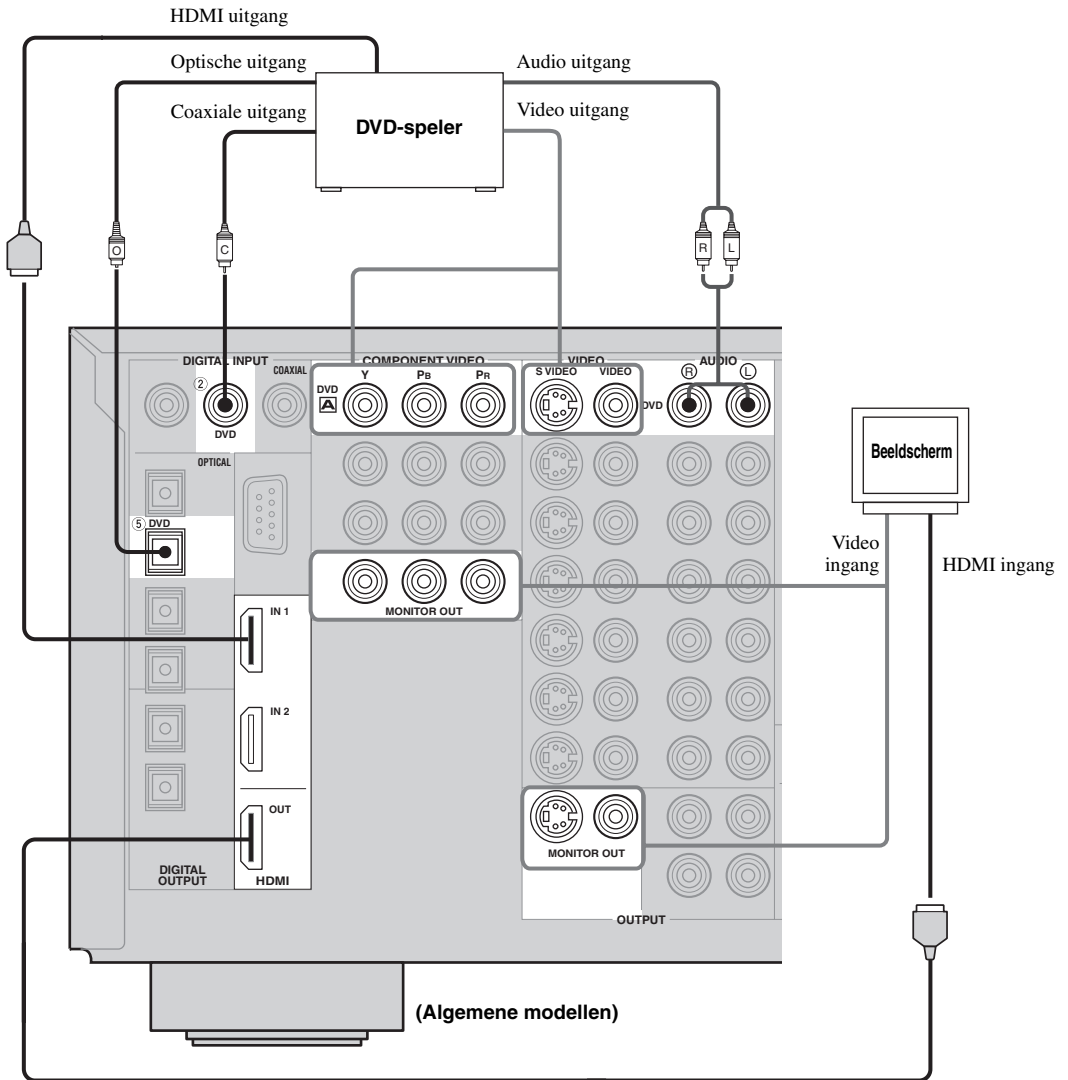 HDMI uitgang
Optische uitgang
Audio uitgang
Coaxiale uitgang
Video uitgang
DVD-speler
O
C
R
L
DIGITAL INPUT
COAXIAL
COMPONENT VIDEO
VIDEO
AUDIO
2
DVD
DVD
A
Y
PB
PR
S VIDEO
VIDEO
DVD
R
L
OPTICAL
5 DVD
Beeldscherm
Video
ingang
HDMI ingang
IN 1
MONITOR OUT
IN 2
OUT
MONITOR OUT
DIGITAL
OUTPUT
HDMI
OUTPUT
(Algemene modellen)